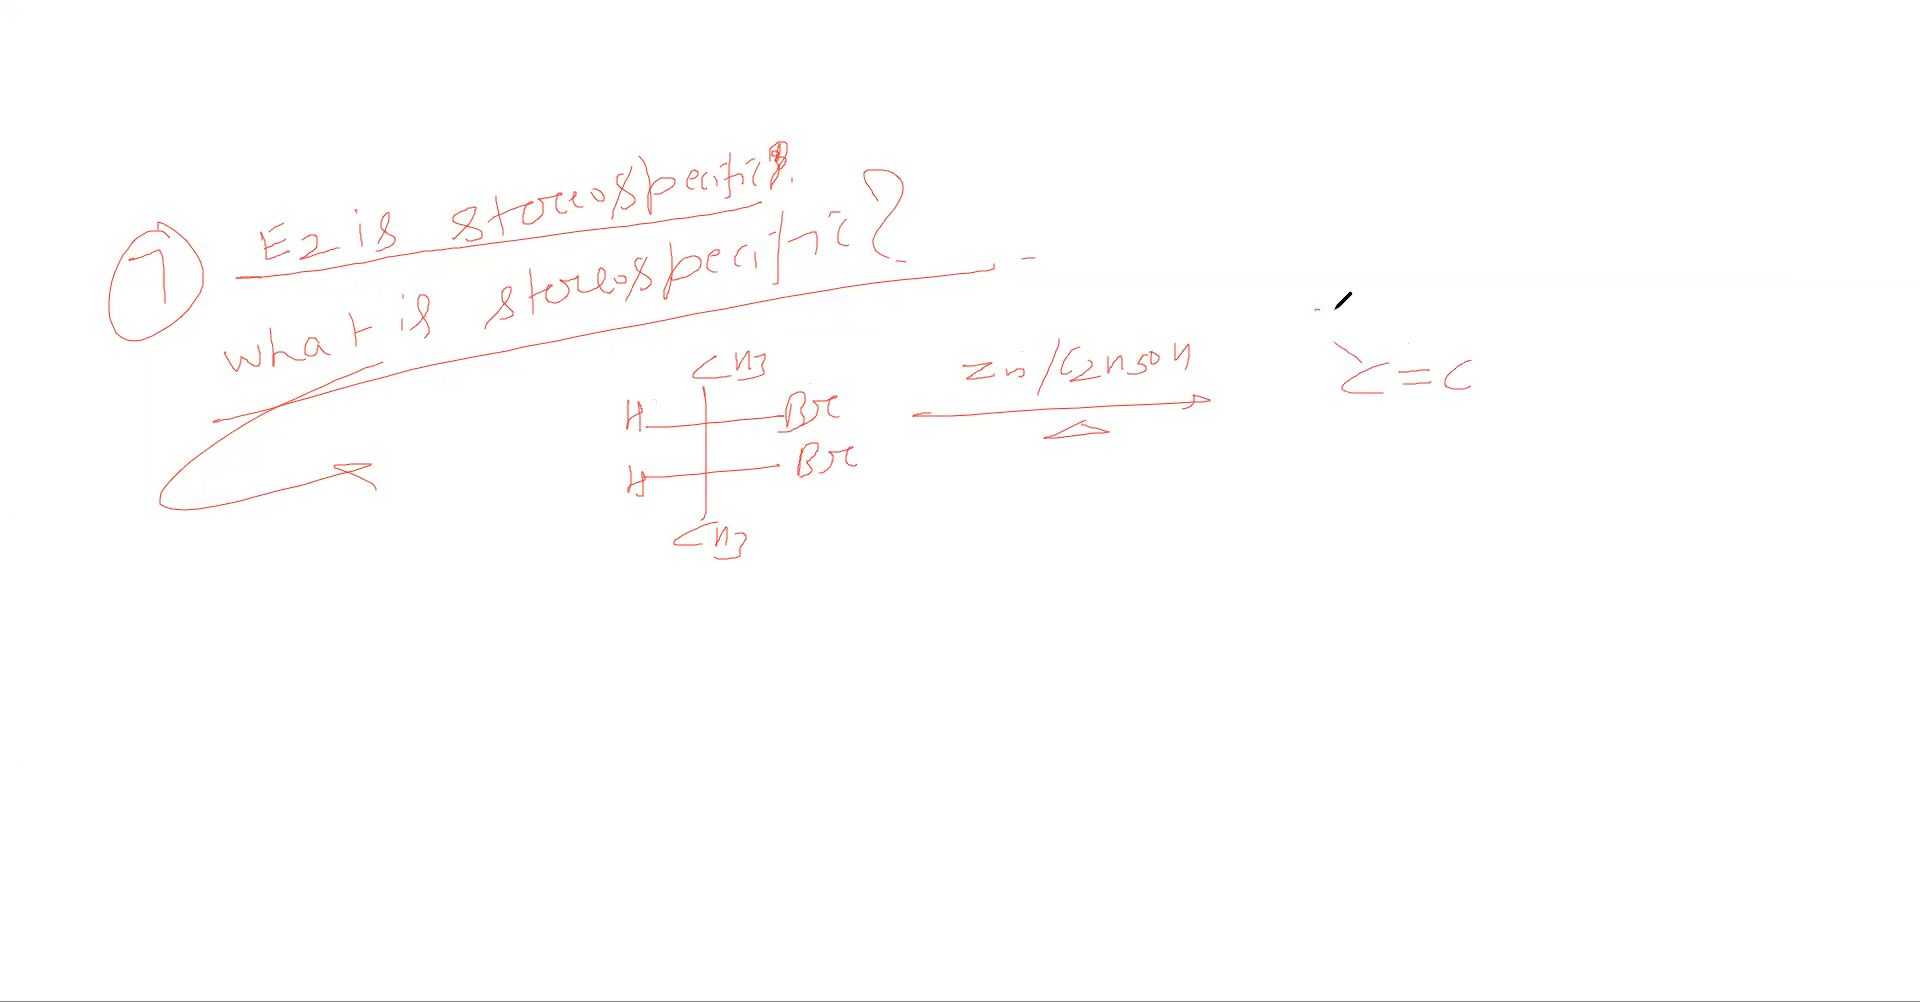 7
E2 is stereospecific.
what is stereospecific?
CH3
Zn/C2H5OH
H Br
Δ
C=C
H Br
CH3